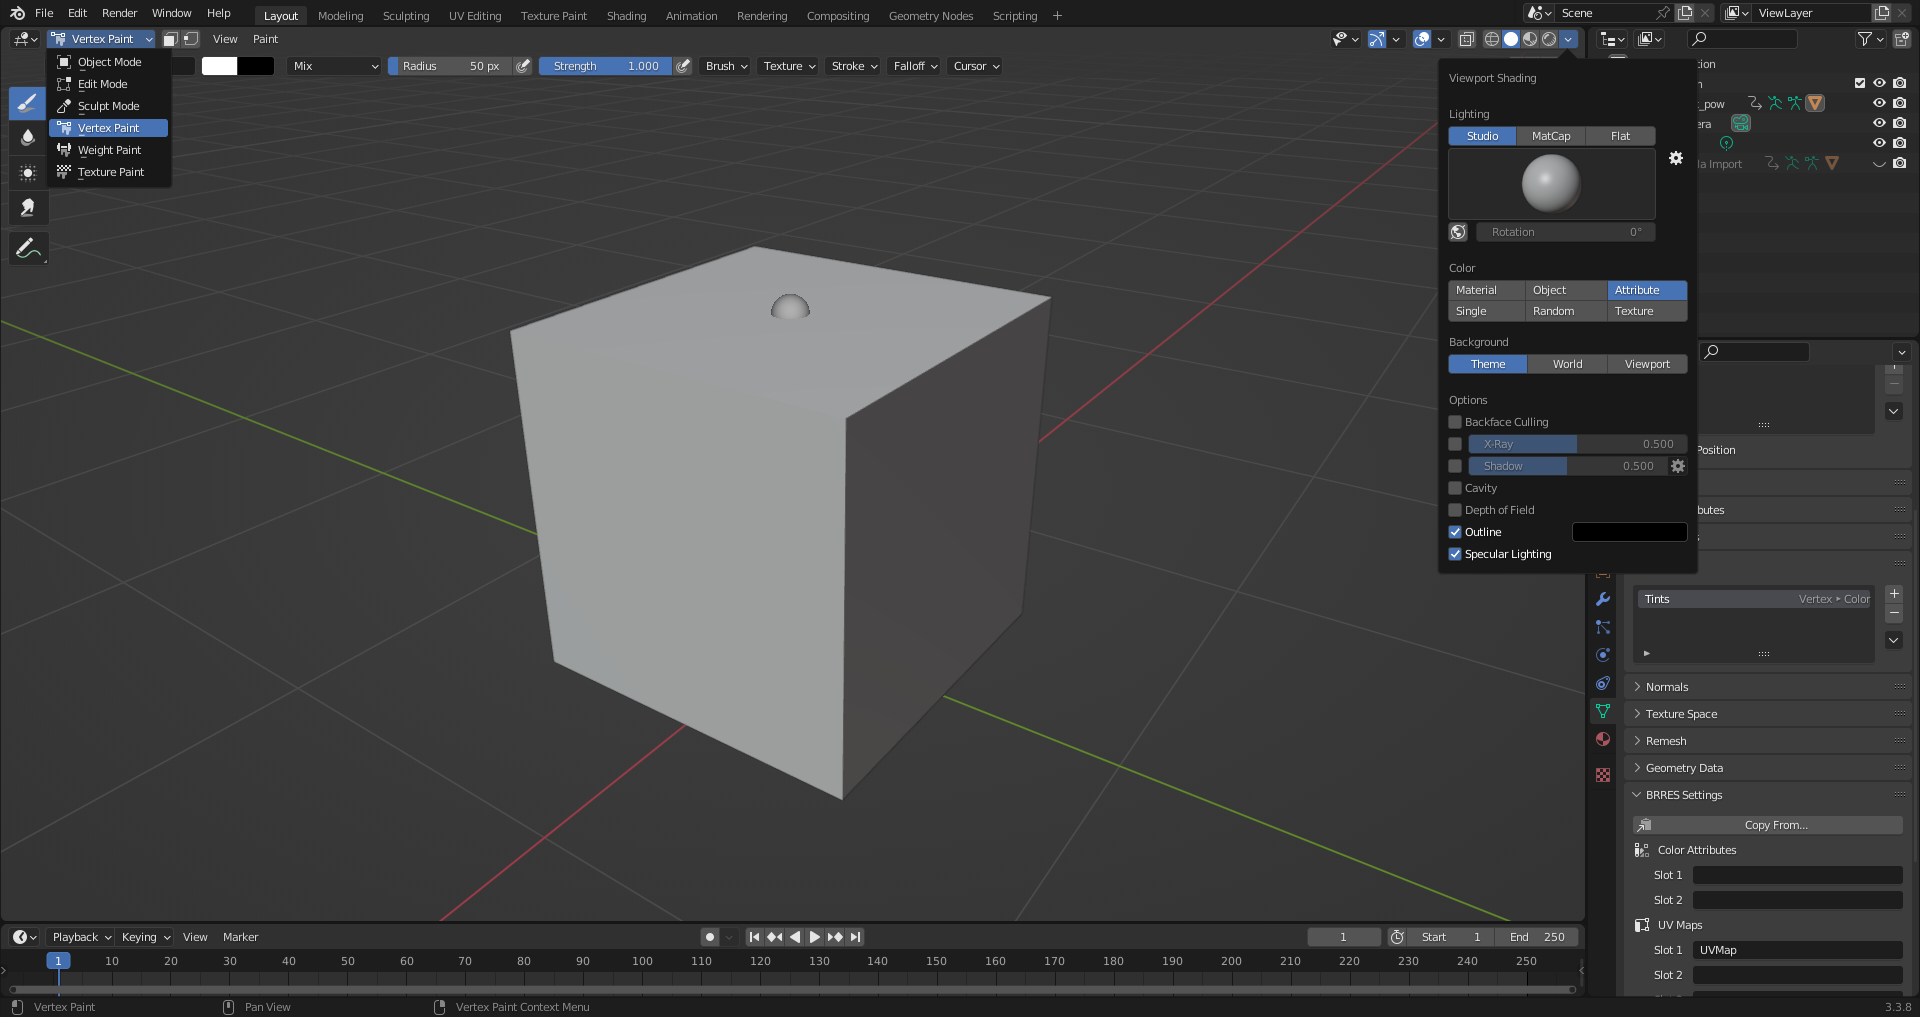 File Edit Render Window Help Layout Modeling Sculpting UV Editing Texture Paint Shading Animation Rendering Compositing Geometry Nodes Scripting + Scene ViewLayer
Vertex Paint View Paint
Object Mode
Edit Mode
Sculpt Mode
Vertex Paint
Weight Paint
Texture Paint
Mix Radius 50 px Strength 1.000 Brush Texture Stroke Falloff Cursor
Viewport Shading
Lighting
Studio MatCap Flat
Rotation 0°
Color
Material Object Attribute
Single Random Texture
Background
Theme World Viewport
Options
Backface Culling
X-Ray 0.500
Shadow 0.500
Cavity
Depth of Field
Outline
Specular Lighting
tion
n
_pow
era
la Import
Position
butes
s
Tints Vertex ▸ Color
Normals
Texture Space
Remesh
Geometry Data
BRRES Settings
Copy From...
Color Attributes
Slot 1
Slot 2
UV Maps
Slot 1 UVMap
Slot 2
Playback Keying View Marker 1 Start 1 End 250
1 10 20 30 40 50 60 70 80 90 100 110 120 130 140 150 160 170 180 190 200 210 220 230 240 250
Vertex Paint Pan View Vertex Paint Context Menu 3.3.8